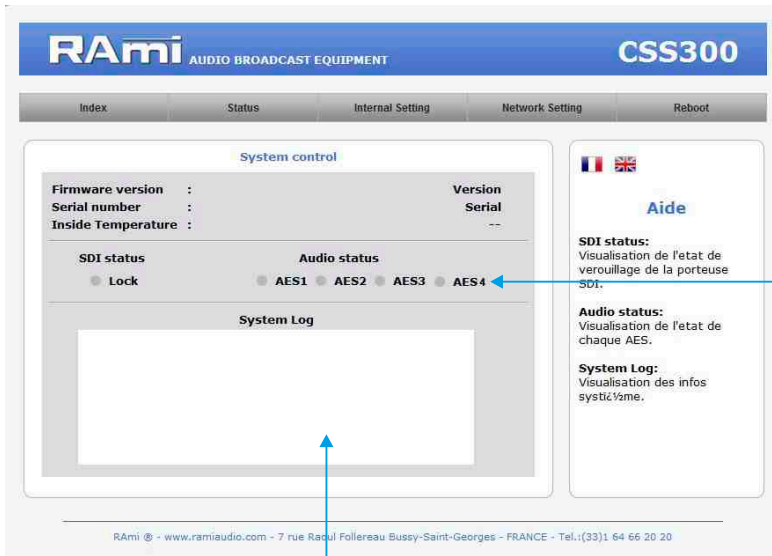 RAmi AUDIO BROADCAST EQUIPMENT
CSS300
Index Status Internal Setting Network Setting Reboot
System control
Firmware version : Version
Serial number : Serial
Inside Temperature : --
SDI status Audio status
Lock AES1 AES2 AES3 AES4
System Log
Aide
SDI status:
Visualisation de l'etat de
verouillage de la porteuse
SDI.
Audio status:
Visualisation de l'etat de
chaque AES.
System Log:
Visualisation des infos
systï¿½me.
RAmi ® - www.ramiaudio.com - 7 rue Raoul Follereau Bussy-Saint-Georges - FRANCE - Tel.:(33)1 64 66 20 20